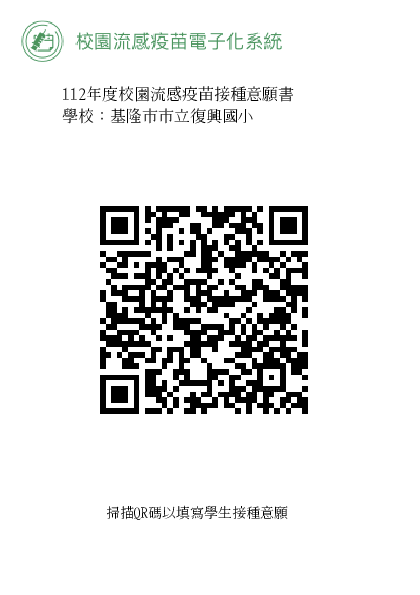 校園流感疫苗電子化系統
112年度校園流感疫苗接種意願書
學校：基隆市市立復興國小
掃描QR碼以填寫學生接種意願